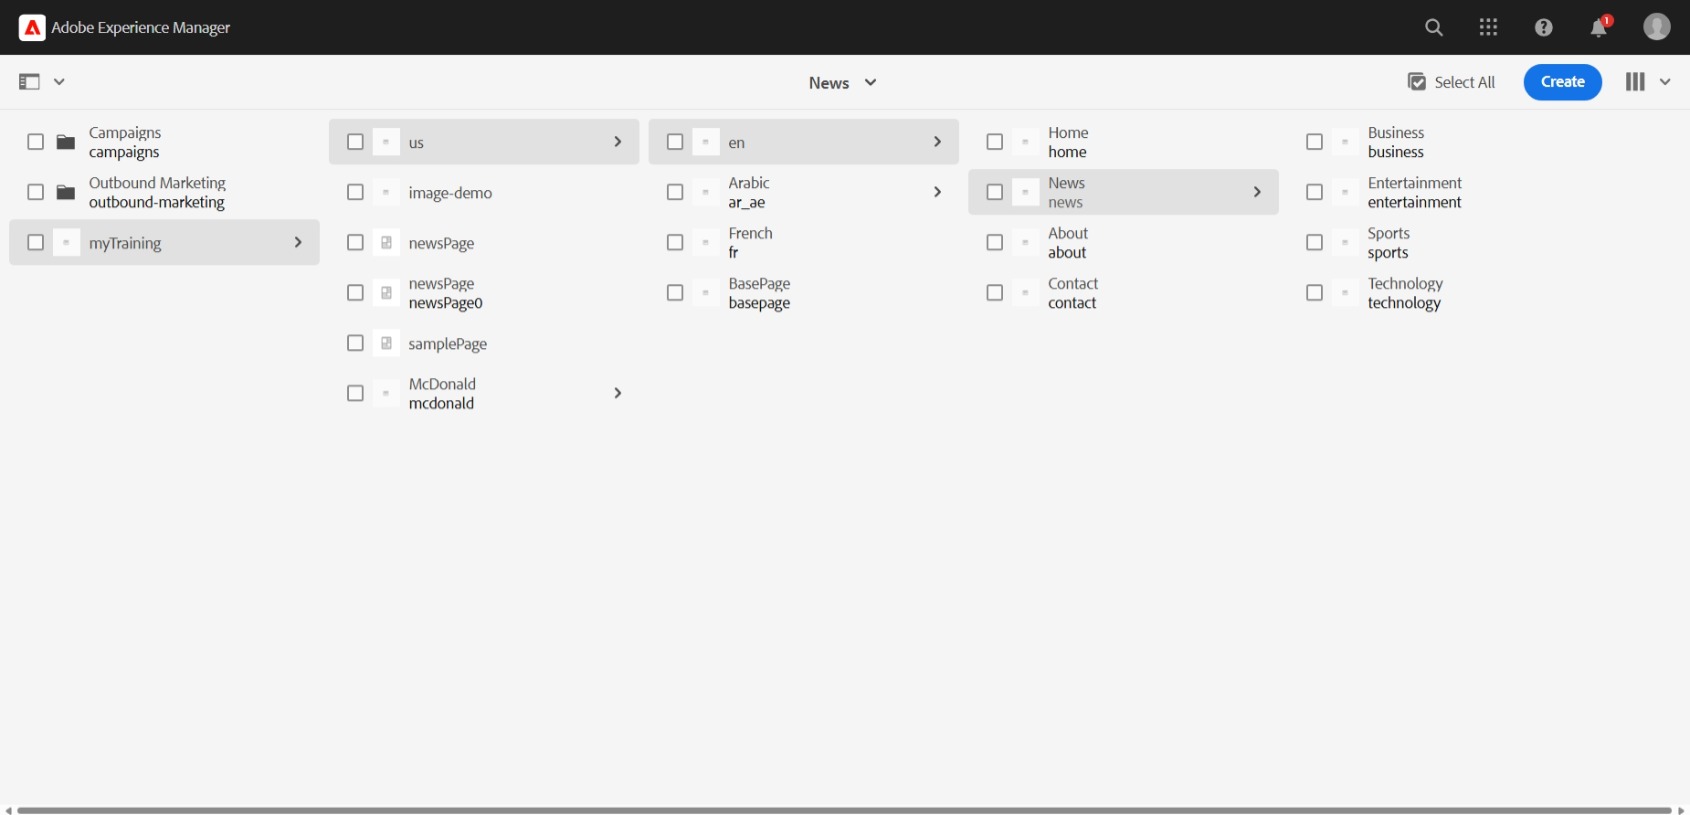 Adobe Experience Manager
1
News
Select All
Create
Campaigns
campaigns
Outbound Marketing
outbound-marketing
myTraining
us
image-demo
newsPage
newsPage
newsPage0
samplePage
McDonald
mcdonald
en
Arabic
ar_ae
French
fr
BasePage
basepage
Home
home
News
news
About
about
Contact
contact
Business
business
Entertainment
entertainment
Sports
sports
Technology
technology